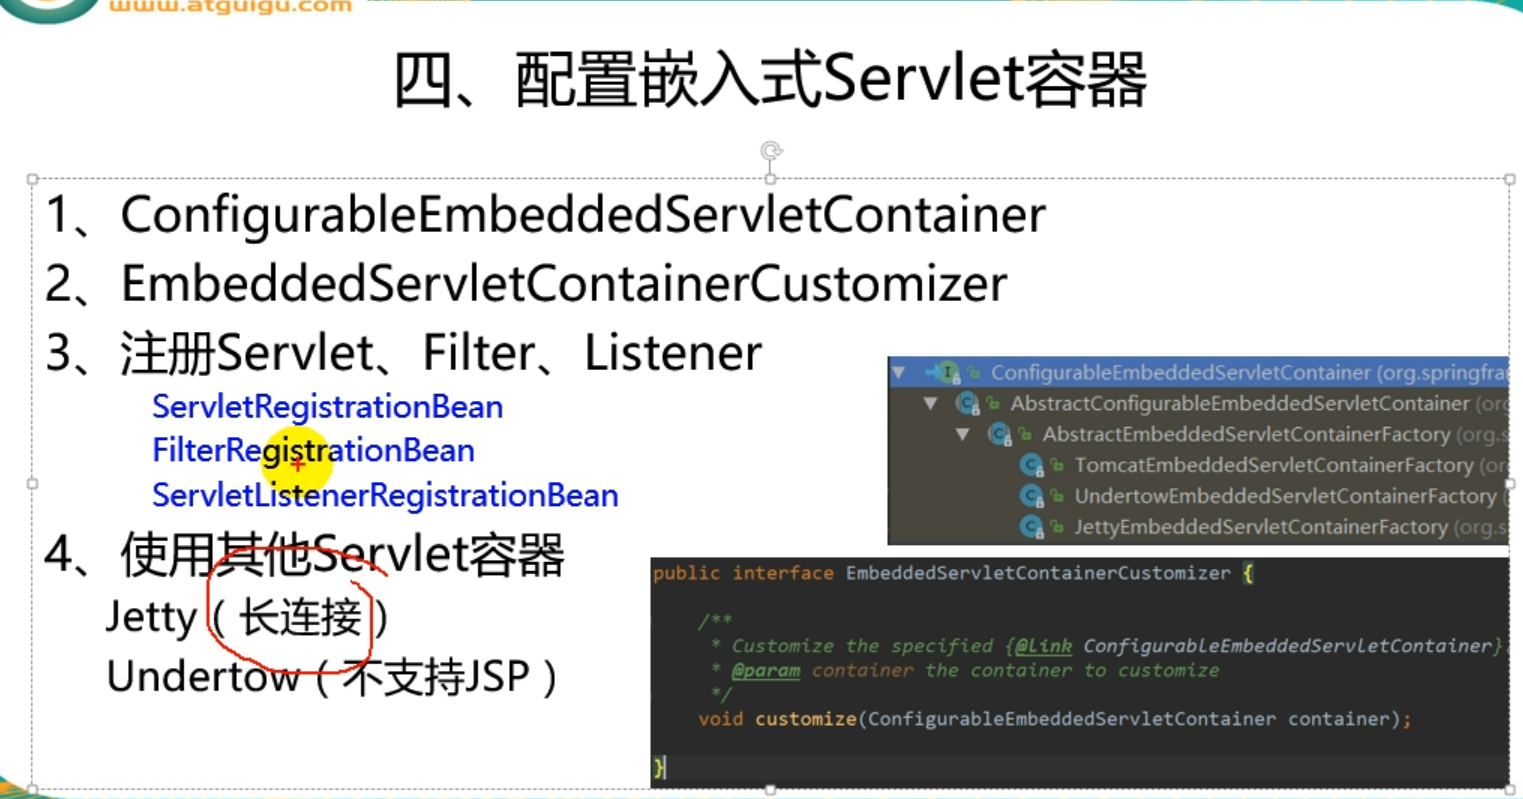 www.atguigu.com
四、配置嵌入式Servlet容器
1、ConfigurableEmbeddedServletContainer
2、EmbeddedServletContainerCustomizer
3、注册Servlet、Filter、Listener
ServletRegistrationBean
FilterRegistrationBean
ServletListenerRegistrationBean
4、使用其他Servlet容器
Jetty（长连接）
Undertow（不支持JSP）
ConfigurableEmbeddedServletContainer (org.springfra
AbstractConfigurableEmbeddedServletContainer (org
AbstractEmbeddedServletContainerFactory (org.s
TomcatEmbeddedServletContainerFactory (or
UndertowEmbeddedServletContainerFactory (
JettyEmbeddedServletContainerFactory (org.s
public interface EmbeddedServletContainerCustomizer {
/**
* Customize the specified {@link ConfigurableEmbeddedServletContainer}
* @param container the container to customize
*/
void customize(ConfigurableEmbeddedServletContainer container);
}